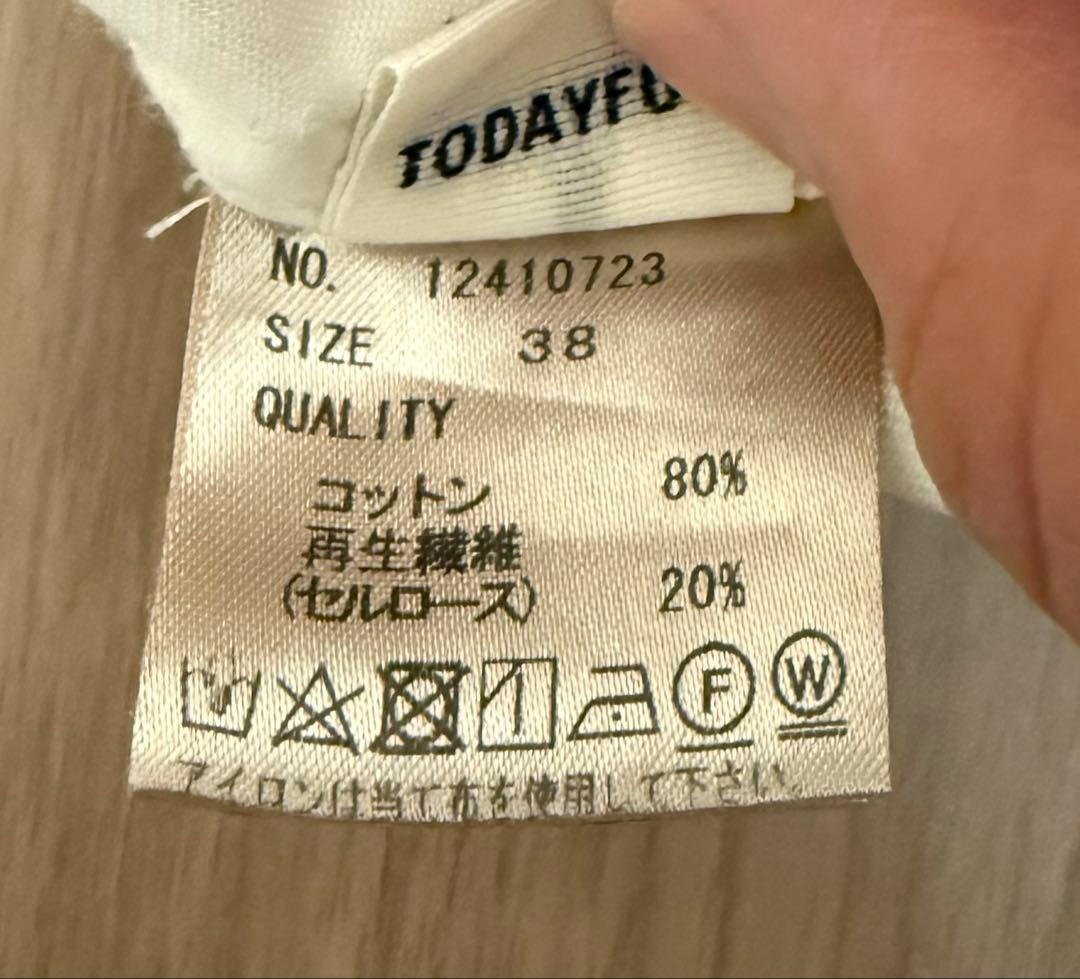 TODAYFU
NO. 12410723
SIZE 38
QUALITY
コットン 80%
再生繊維
(セルロース) 20%
F W
アイロンは当て布を使用して下さい。